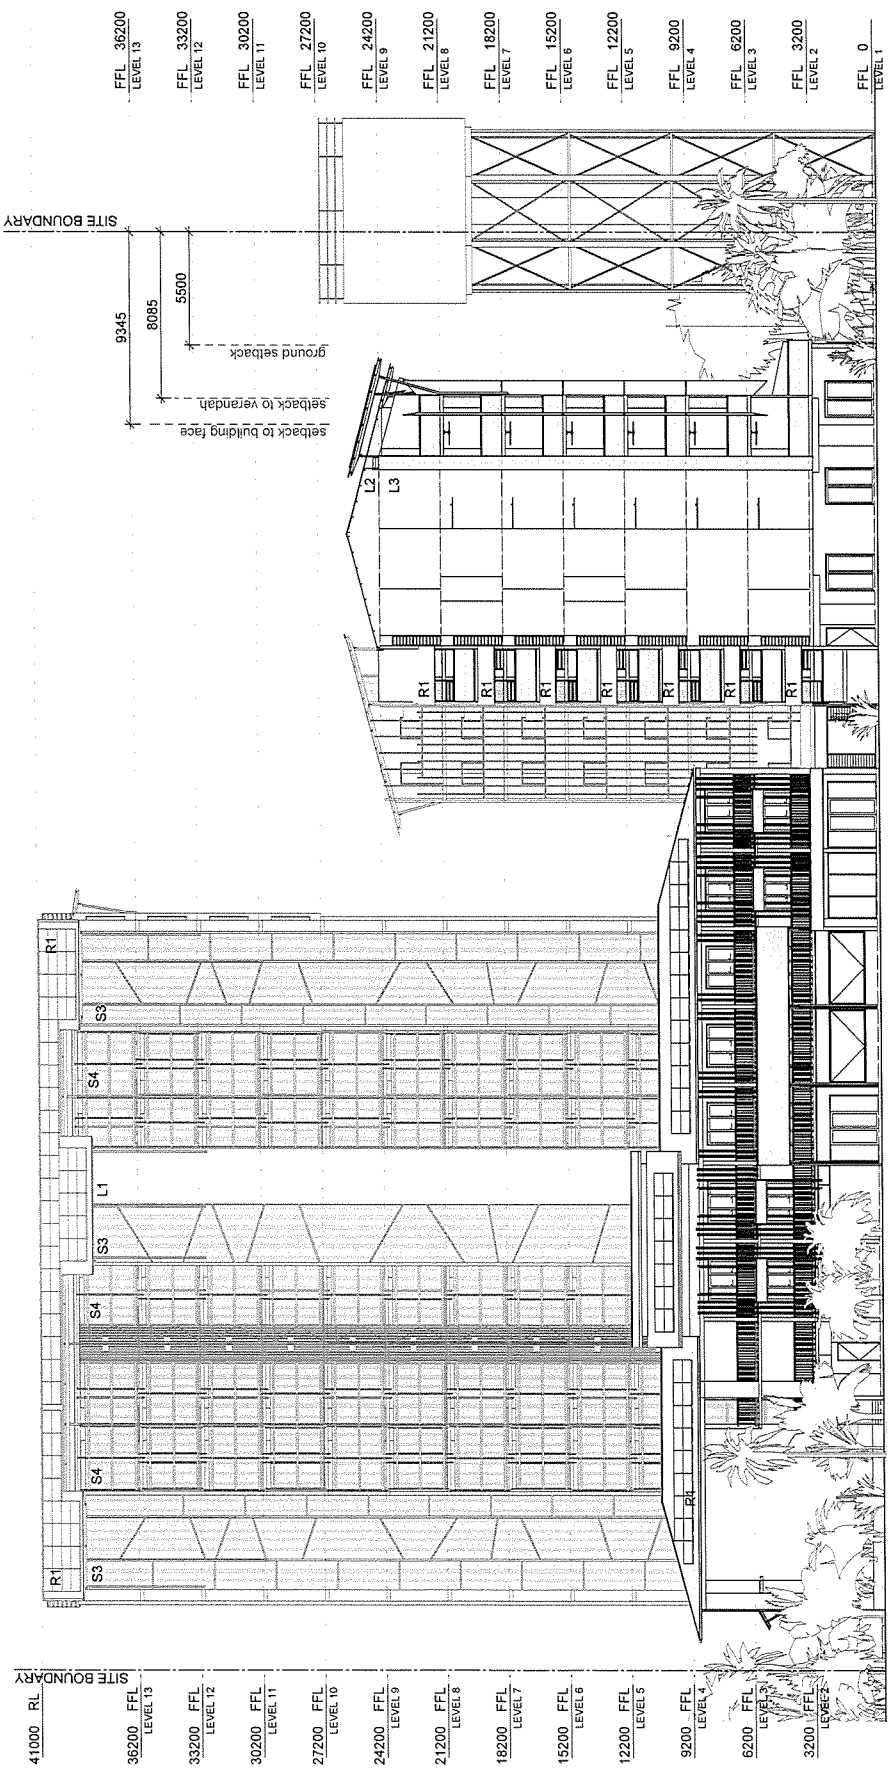 41000 RL
36200 FFL
LEVEL 13
33200 FFL
LEVEL 12
30200 FFL
LEVEL 11
27200 FFL
LEVEL 10
24200 FFL
LEVEL 9
21200 FFL
LEVEL 8
18200 FFL
LEVEL 7
15200 FFL
LEVEL 6
12200 FFL
LEVEL 5
9200 FFL
LEVEL 4
6200 FFL
LEVEL 3
3200 FFL
LEVEL 2
SITE BOUNDARY
R1
S3
S4
R1
S4
S3
L1
S4
S3
R1
R1
R1
R1
R1
R1
R1
R1
L2
L3
setback to building face
setback to verandah
ground setback
9345
8085
5500
SITE BOUNDARY
FFL 36200
LEVEL 13
FFL 33200
LEVEL 12
FFL 30200
LEVEL 11
FFL 27200
LEVEL 10
FFL 24200
LEVEL 9
FFL 21200
LEVEL 8
FFL 18200
LEVEL 7
FFL 15200
LEVEL 6
FFL 12200
LEVEL 5
FFL 9200
LEVEL 4
FFL 6200
LEVEL 3
FFL 3200
LEVEL 2
FFL 0
LEVEL 1